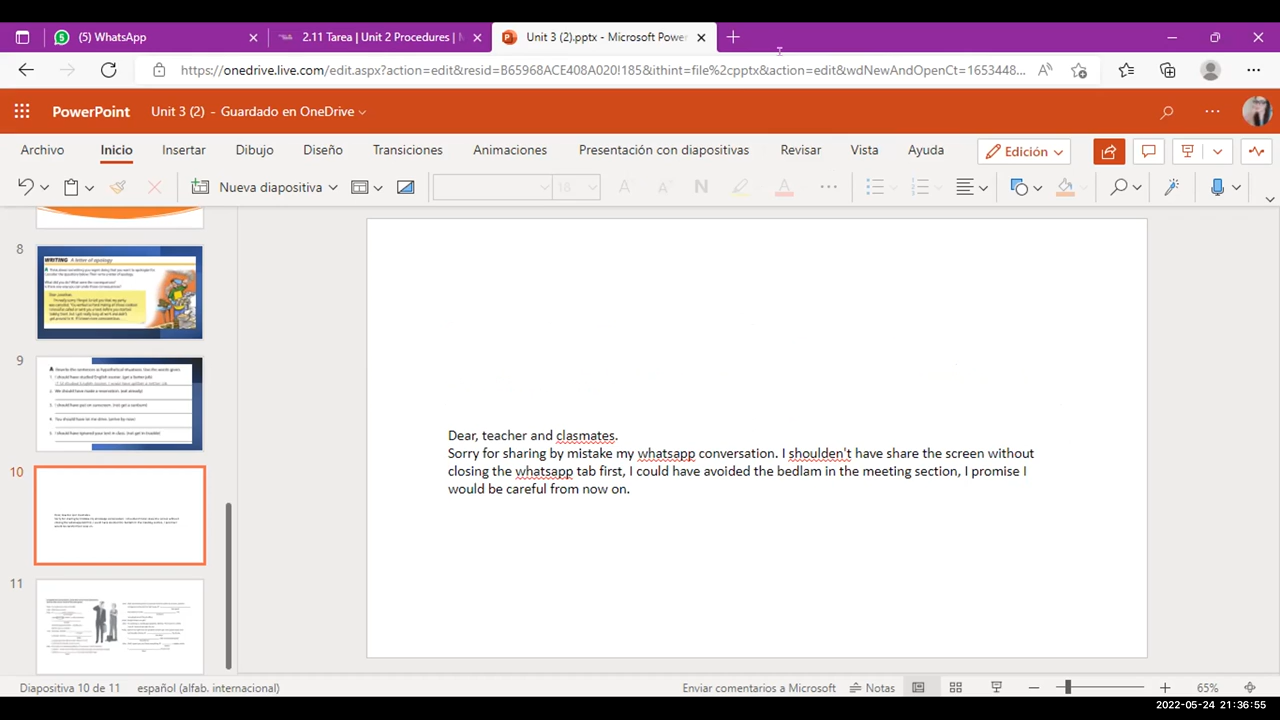 (5) WhatsApp
2.11 Tarea | Unit 2 Procedures |
Unit 3 (2).pptx - Microsoft Power
https://onedrive.live.com/edit.aspx?action=edit&resid=B65968ACE408A020!185&ithint=file%2cpptx&action=edit&wdNewAndOpenCt=1653448...
PowerPoint Unit 3 (2) - Guardado en OneDrive
Archivo Inicio Insertar Dibujo Diseño Transiciones Animaciones Presentación con diapositivas Revisar Vista Ayuda Edición
Nueva diapositiva 18 N
8
WRITING A letter of apology
9
10
11
Dear, teacher and clasmates.
Sorry for sharing by mistake my whatsapp conversation. I shoulden't have share the screen without
closing the whatsapp tab first, I could have avoided the bedlam in the meeting section, I promise I
would be careful from now on.
Diapositiva 10 de 11 español (alfab. internacional) Enviar comentarios a Microsoft Notas 65%
2022-05-24 21:36:55